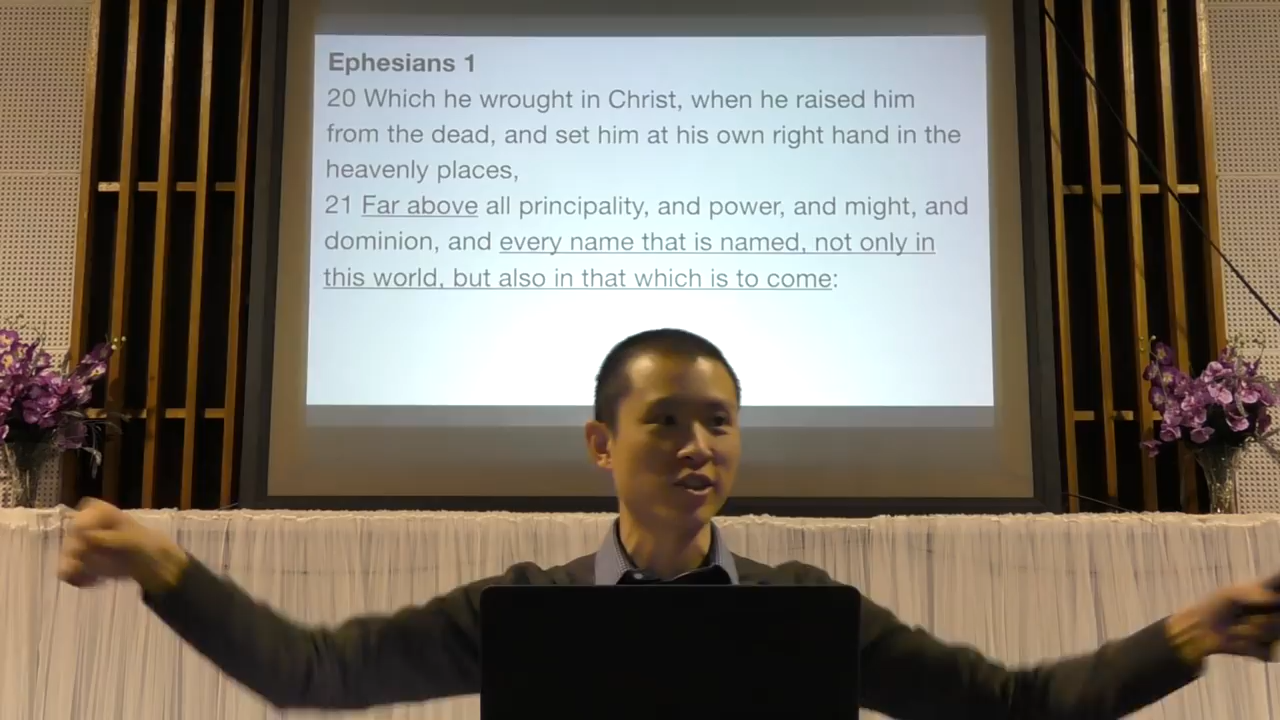 Ephesians 1
20 Which he wrought in Christ, when he raised him
from the dead, and set him at his own right hand in the
heavenly places,
21 Far above all principality, and power, and might, and
dominion, and every name that is named, not only in
this world, but also in that which is to come: